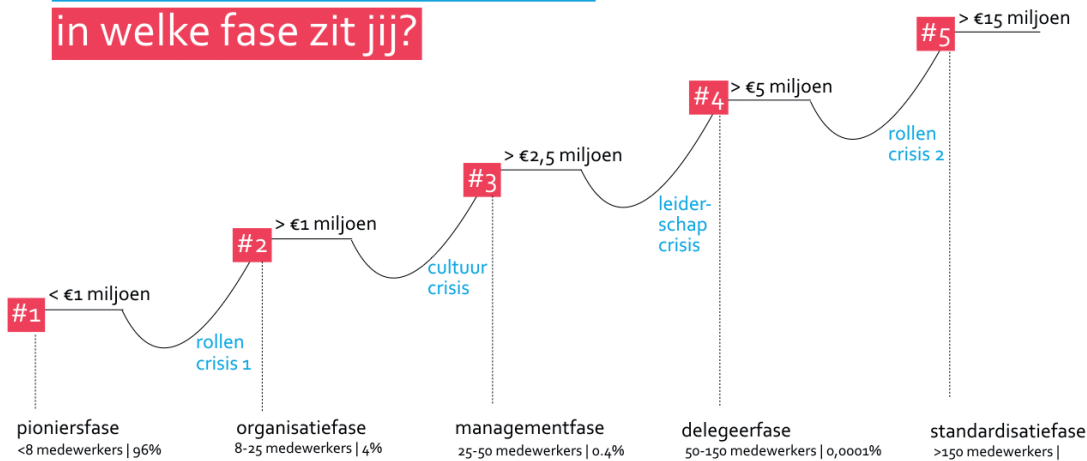 in welke fase zit jij?
#5
> €15 miljoen
#4
> €5 miljoen
rollen
crisis 2
#3
> €2,5 miljoen
leider-
schap
crisis
#2
> €1 miljoen
cultuur
crisis
#1
< €1 miljoen
rollen
crisis 1
pioniersfase
<8 medewerkers | 96%
organisatiefase
8-25 medewerkers | 4%
managementfase
25-50 medewerkers | 0.4%
delegeerfase
50-150 medewerkers | 0,0001%
standardisatiefase
>150 medewerkers |